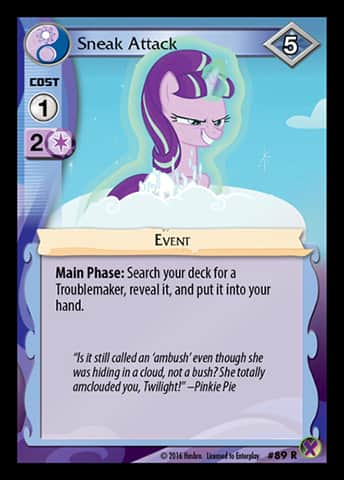 Sneak Attack
5
COST
1
2
EVENT
Main Phase: Search your deck for a
Troublemaker, reveal it, and put it into your
hand.
“Is it still called an ‘ambush’ even though she
was hiding in a cloud, not a bush? She totally
amclouded you, Twilight!” –Pinkie Pie
© 2016 Hasbro. Licensed to Enterplay. #89 R